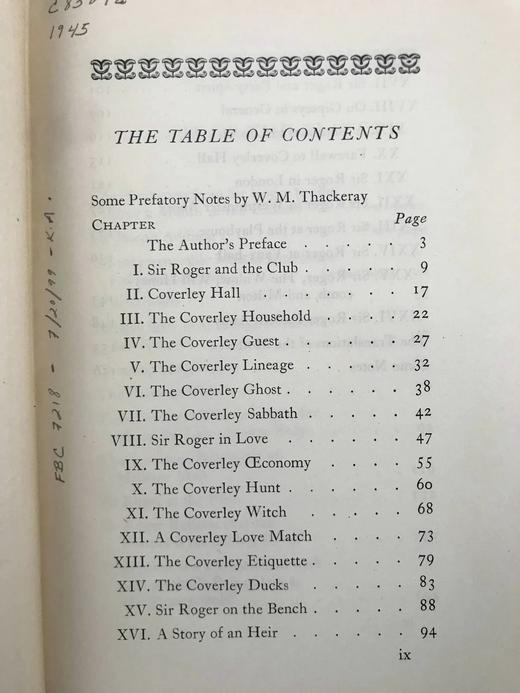 1945
THE TABLE OF CONTENTS
Some Prefatory Notes by W. M. Thackeray
CHAPTER Page
The Author's Preface . . . . . 3
I. Sir Roger and the Club . . . . 9
II. Coverley Hall . . . . . . 17
III. The Coverley Household . . . . 22
IV. The Coverley Guest . . . . . 27
V. The Coverley Lineage . . . . 32
VI. The Coverley Ghost . . . . . 38
VII. The Coverley Sabbath . . . . . 42
VIII. Sir Roger in Love . . . . . 47
IX. The Coverley Œconomy . . . . 55
X. The Coverley Hunt . . . . . 60
XI. The Coverley Witch . . . . . 68
XII. A Coverley Love Match . . . . 73
XIII. The Coverley Etiquette . . . . . 79
XIV. The Coverley Ducks . . . . . 83
XV. Sir Roger on the Bench . . . . . 88
XVI. A Story of an Heir . . . . . . 94
ix
FBC 7218 - 7/20/99 - K.A.